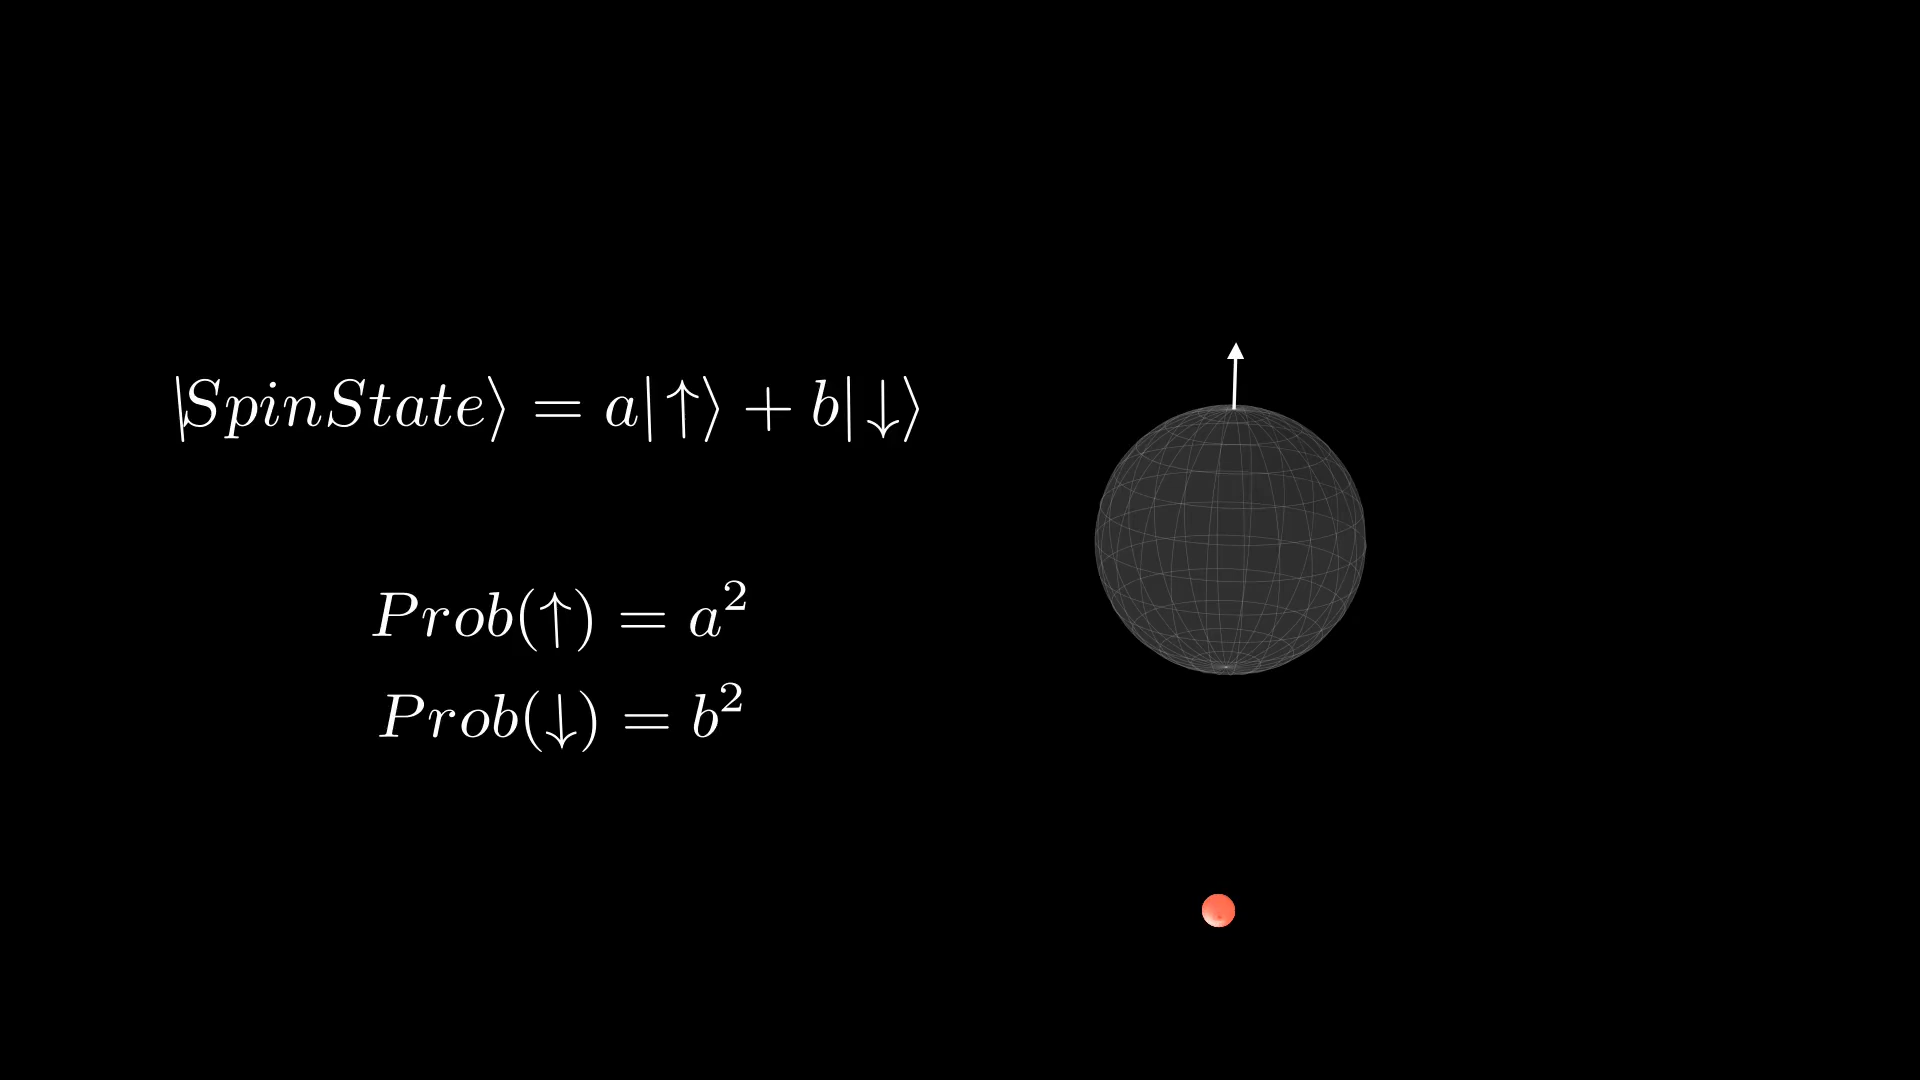 |SpinState⟩ = a|↑⟩ + b|↓⟩
Prob(↑) = a²
Prob(↓) = b²